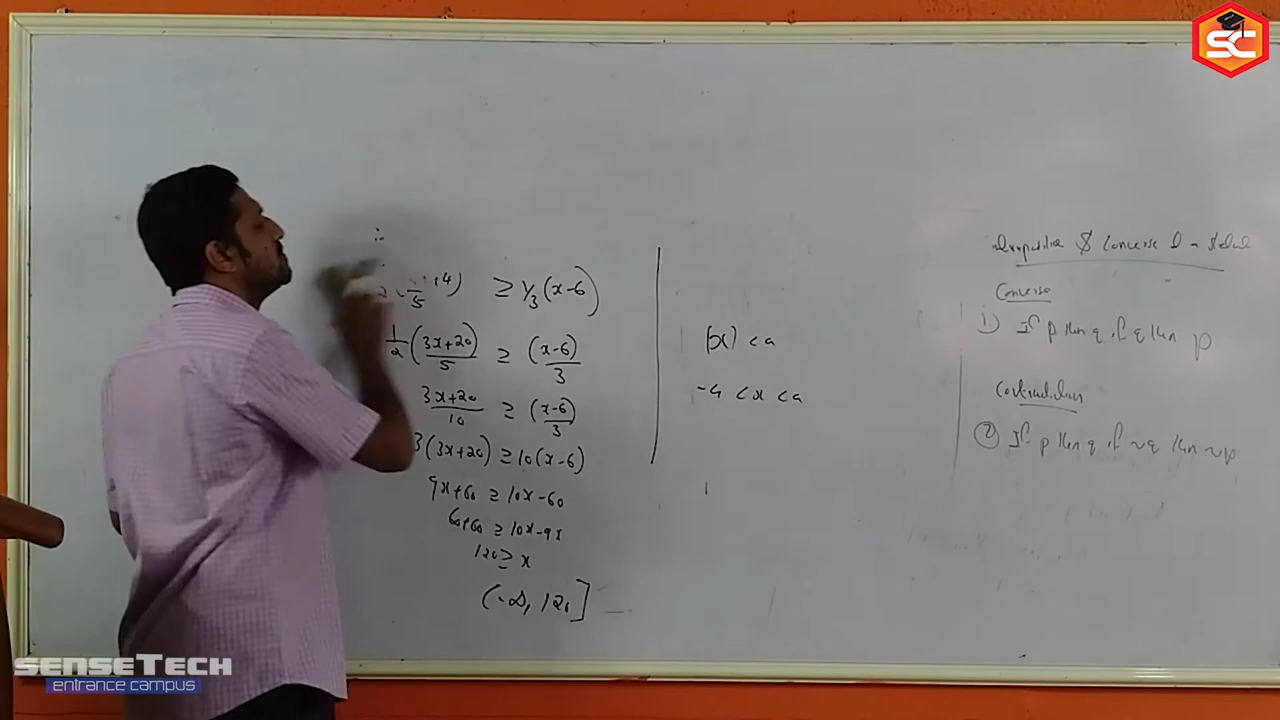 SC
∴
5 +4) ≥ 1/3 (x-6)
1/2 (3x+20)/5 ≥ (x-6)/3
3x+20/10 ≥ (x-6)/3
3(3x+20) ≥ 10(x-6)
9x+60 ≥ 10x-60
60+60 ≥ 10x-9x
120 ≥ x
(-∞, 120]
|x| < a
-a < x < a
Converse
1) If p then q if q then p
2) If p then q if ~q then ~p
senseTech
entrance campus